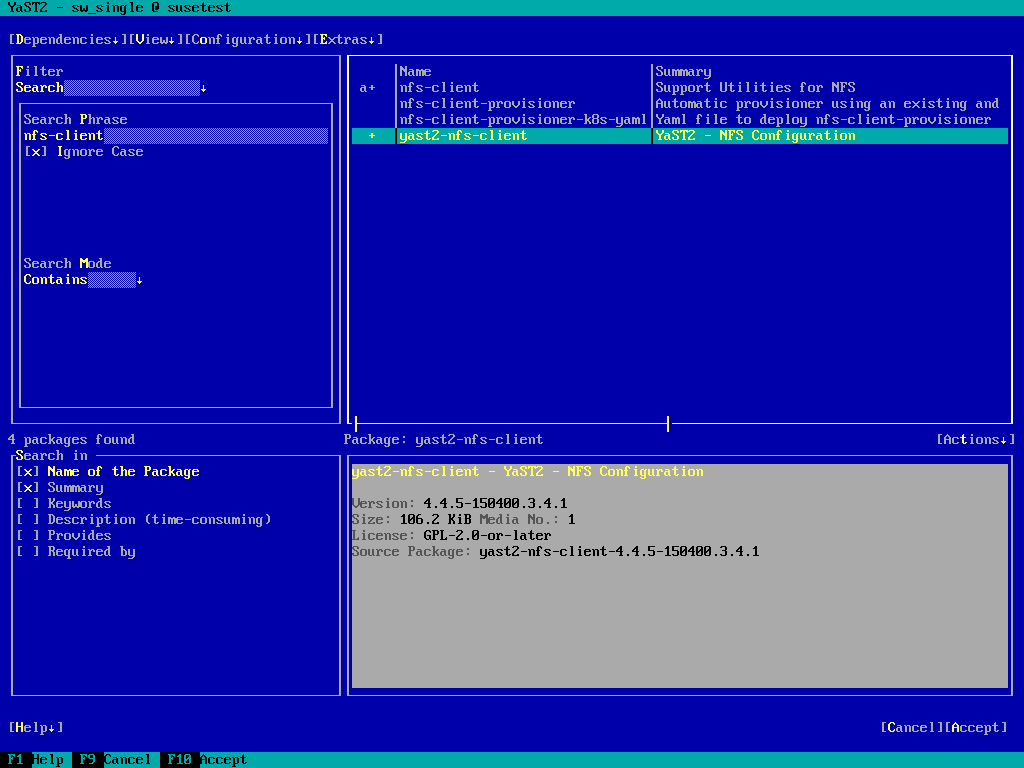 YaST2 - sw_single @ susetest
[Dependencies↓][View↓][Configuration↓][Extras↓]
Filter
Search↓
Search Phrase
nfs-client
[x] Ignore Case
Search Mode
Contains↓
Name Summary
a+ nfs-client Support Utilities for NFS
nfs-client-provisioner Automatic provisioner using an existing and
nfs-client-provisioner-k8s-yaml Yaml file to deploy nfs-client-provisioner
+ yast2-nfs-client YaST2 - NFS Configuration
4 packages found
Package: yast2-nfs-client [Actions↓]
Search in
[x] Name of the Package
[x] Summary
[ ] Keywords
[ ] Description (time-consuming)
[ ] Provides
[ ] Required by
yast2-nfs-client - YaST2 - NFS Configuration
Version: 4.4.5-150400.3.4.1
Size: 106.2 KiB Media No.: 1
License: GPL-2.0-or-later
Source Package: yast2-nfs-client-4.4.5-150400.3.4.1
[Help↓] [Cancel][Accept]
F1 Help F9 Cancel F10 Accept